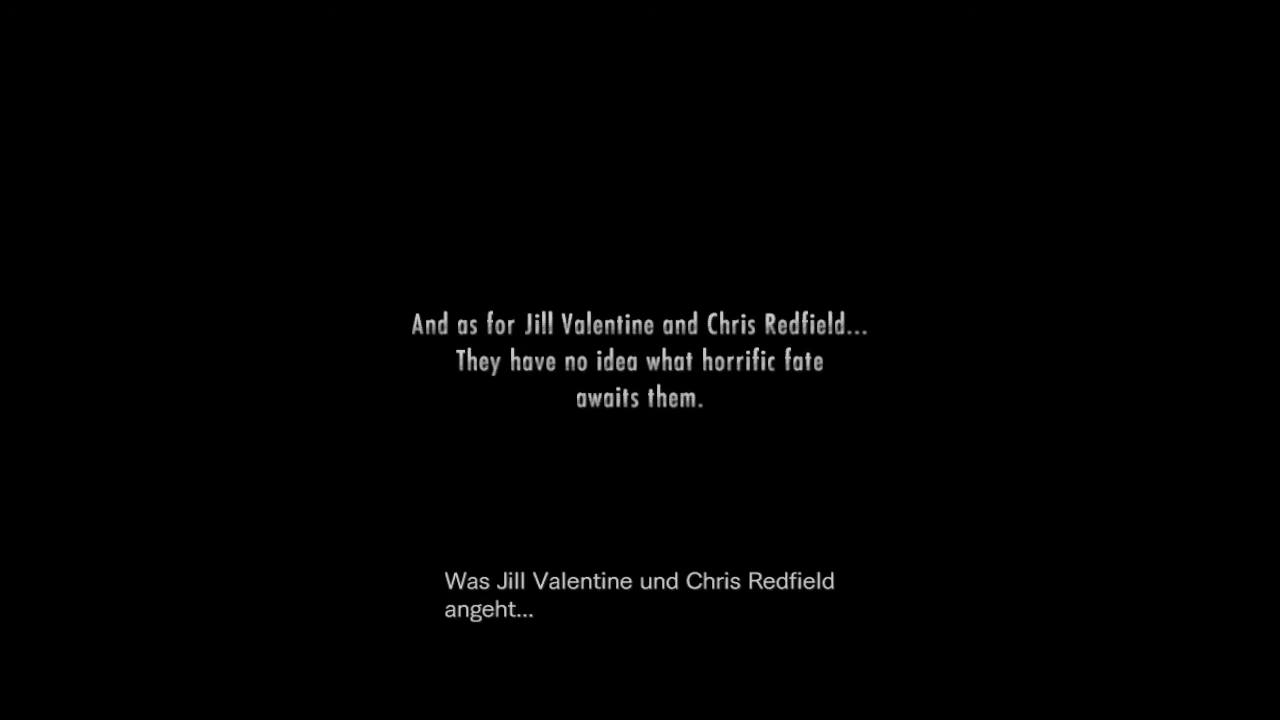 And as for Jill Valentine and Chris Redfield...
They have no idea what horrific fate
awaits them.
Was Jill Valentine und Chris Redfield
angeht...